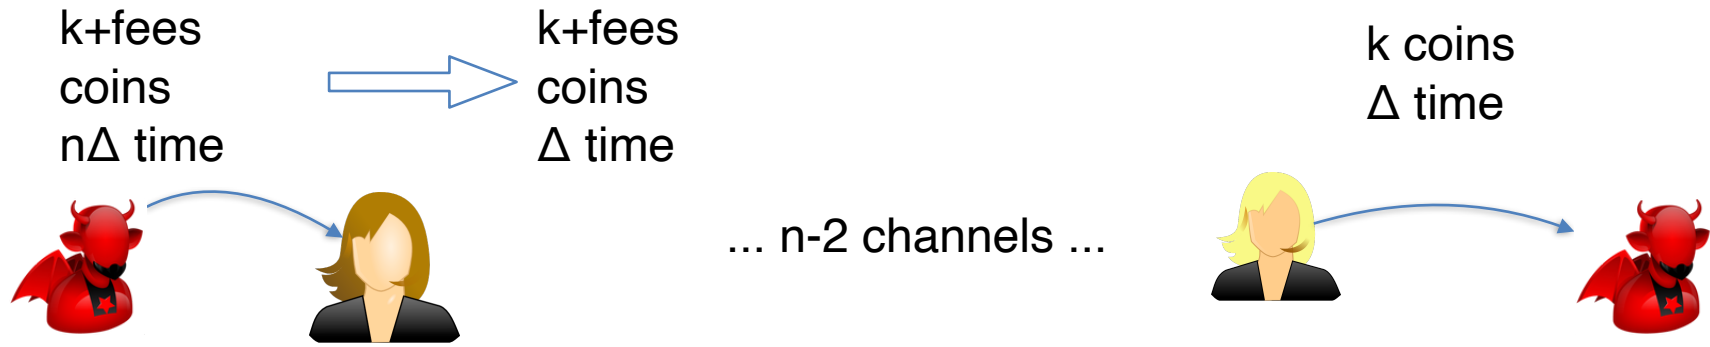 k+fees
coins
nΔ time
k+fees
coins
Δ time
k coins
Δ time
... n-2 channels ...